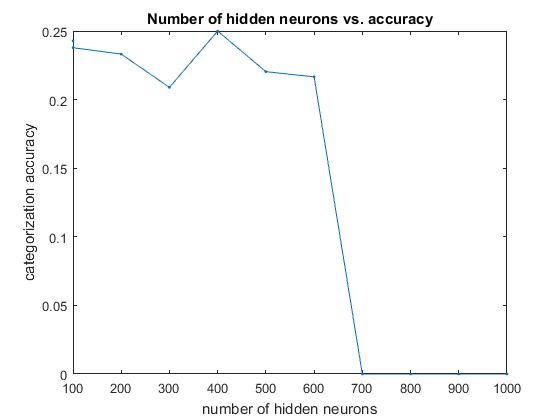 Number of hidden neurons vs. accuracy
0.25
0.2
0.15
0.1
0.05
0
categorization accuracy
100 200 300 400 500 600 700 800 900 1000
number of hidden neurons